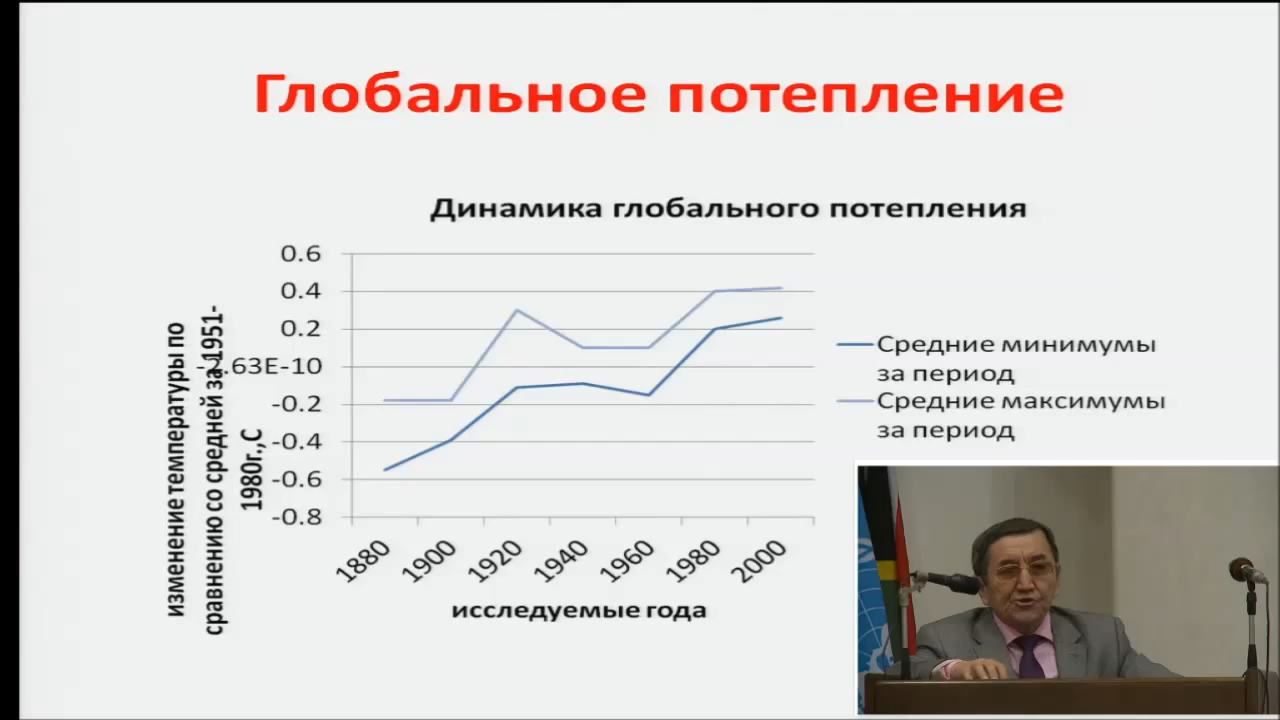 Глобальное потепление
Динамика глобального потепления
0.6
0.4
0.2
-2.63E-10
-0.2
-0.4
-0.6
-0.8
изменение температуры по
сравнению со средней за 1951-
1980г.,С
1880
1900
1920
1940
1960
1980
2000
исследуемые года
Средние минимумы
за период
Средние максимумы
за период